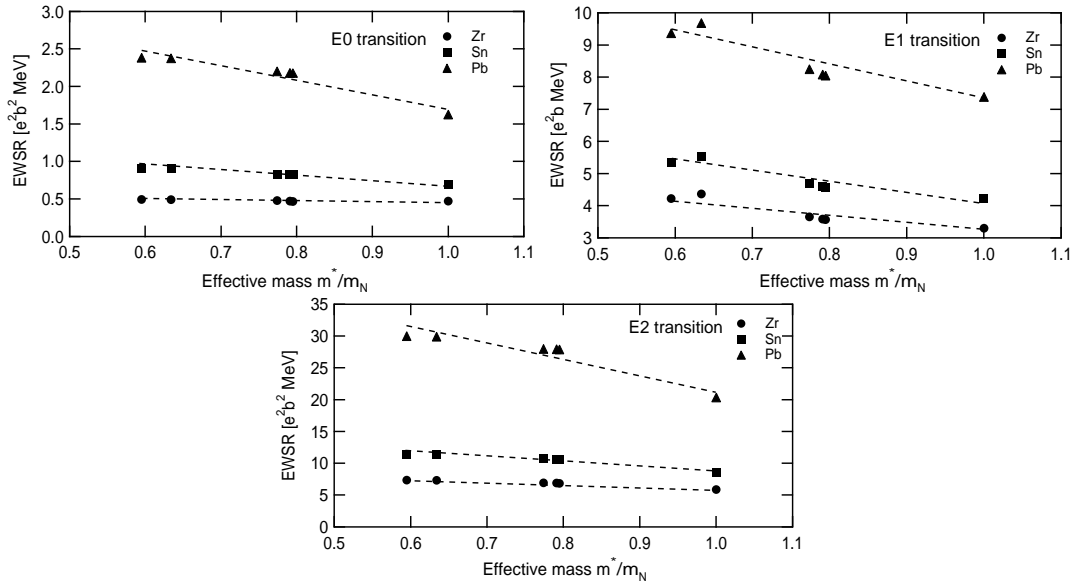 E0 transition
Zr
Sn
Pb
3.0
2.5
2.0
1.5
1.0
0.5
0.0
EWSR [e²b² MeV]
0.5 0.6 0.7 0.8 0.9 1.0 1.1
Effective mass m*/m_N
E1 transition
Zr
Sn
Pb
10
9
8
7
6
5
4
3
EWSR [e²b MeV]
0.5 0.6 0.7 0.8 0.9 1.0 1.1
Effective mass m*/m_N
E2 transition
Zr
Sn
Pb
35
30
25
20
15
10
5
0
EWSR [e²b² MeV]
0.5 0.6 0.7 0.8 0.9 1.0 1.1
Effective mass m*/m_N